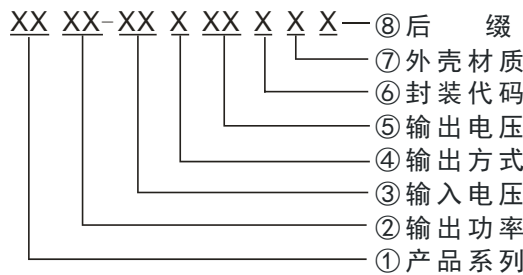 XX XX-XX X XX X X X ⑧后 缀
⑦外壳材质
⑥封装代码
⑤输出电压
④输出方式
③输入电压
②输出功率
①产品系列